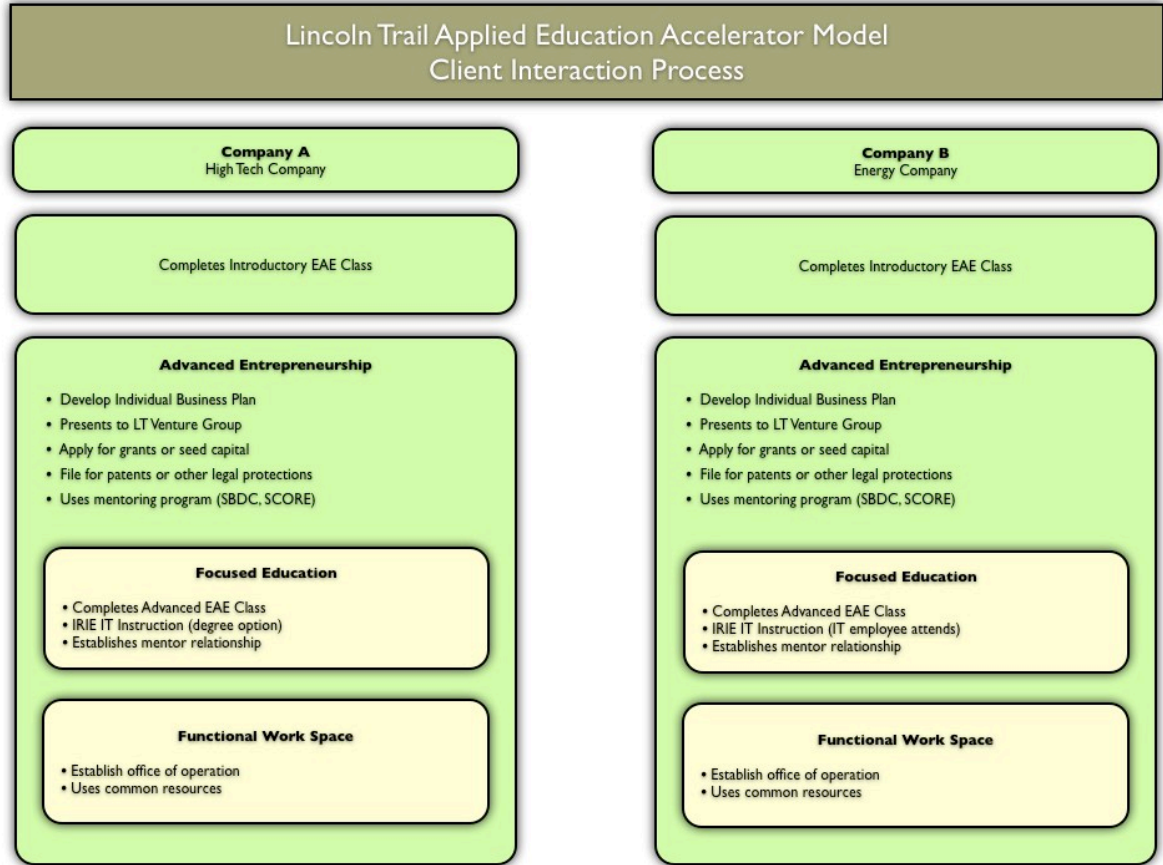 Lincoln Trail Applied Education Accelerator Model
Client Interaction Process
Company A
High Tech Company
Completes Introductory EAE Class
Advanced Entrepreneurship
• Develop Individual Business Plan
• Presents to LT Venture Group
• Apply for grants or seed capital
• File for patents or other legal protections
• Uses mentoring program (SBDC, SCORE)
Focused Education
• Completes Advanced EAE Class
• IRIE IT Instruction (degree option)
• Establishes mentor relationship
Functional Work Space
• Establish office of operation
• Uses common resources
Company B
Energy Company
Completes Introductory EAE Class
Advanced Entrepreneurship
• Develop Individual Business Plan
• Presents to LT Venture Group
• Apply for grants or seed capital
• File for patents or other legal protections
• Uses mentoring program (SBDC, SCORE)
Focused Education
• Completes Advanced EAE Class
• IRIE IT Instruction (IT employee attends)
• Establishes mentor relationship
Functional Work Space
• Establish office of operation
• Uses common resources